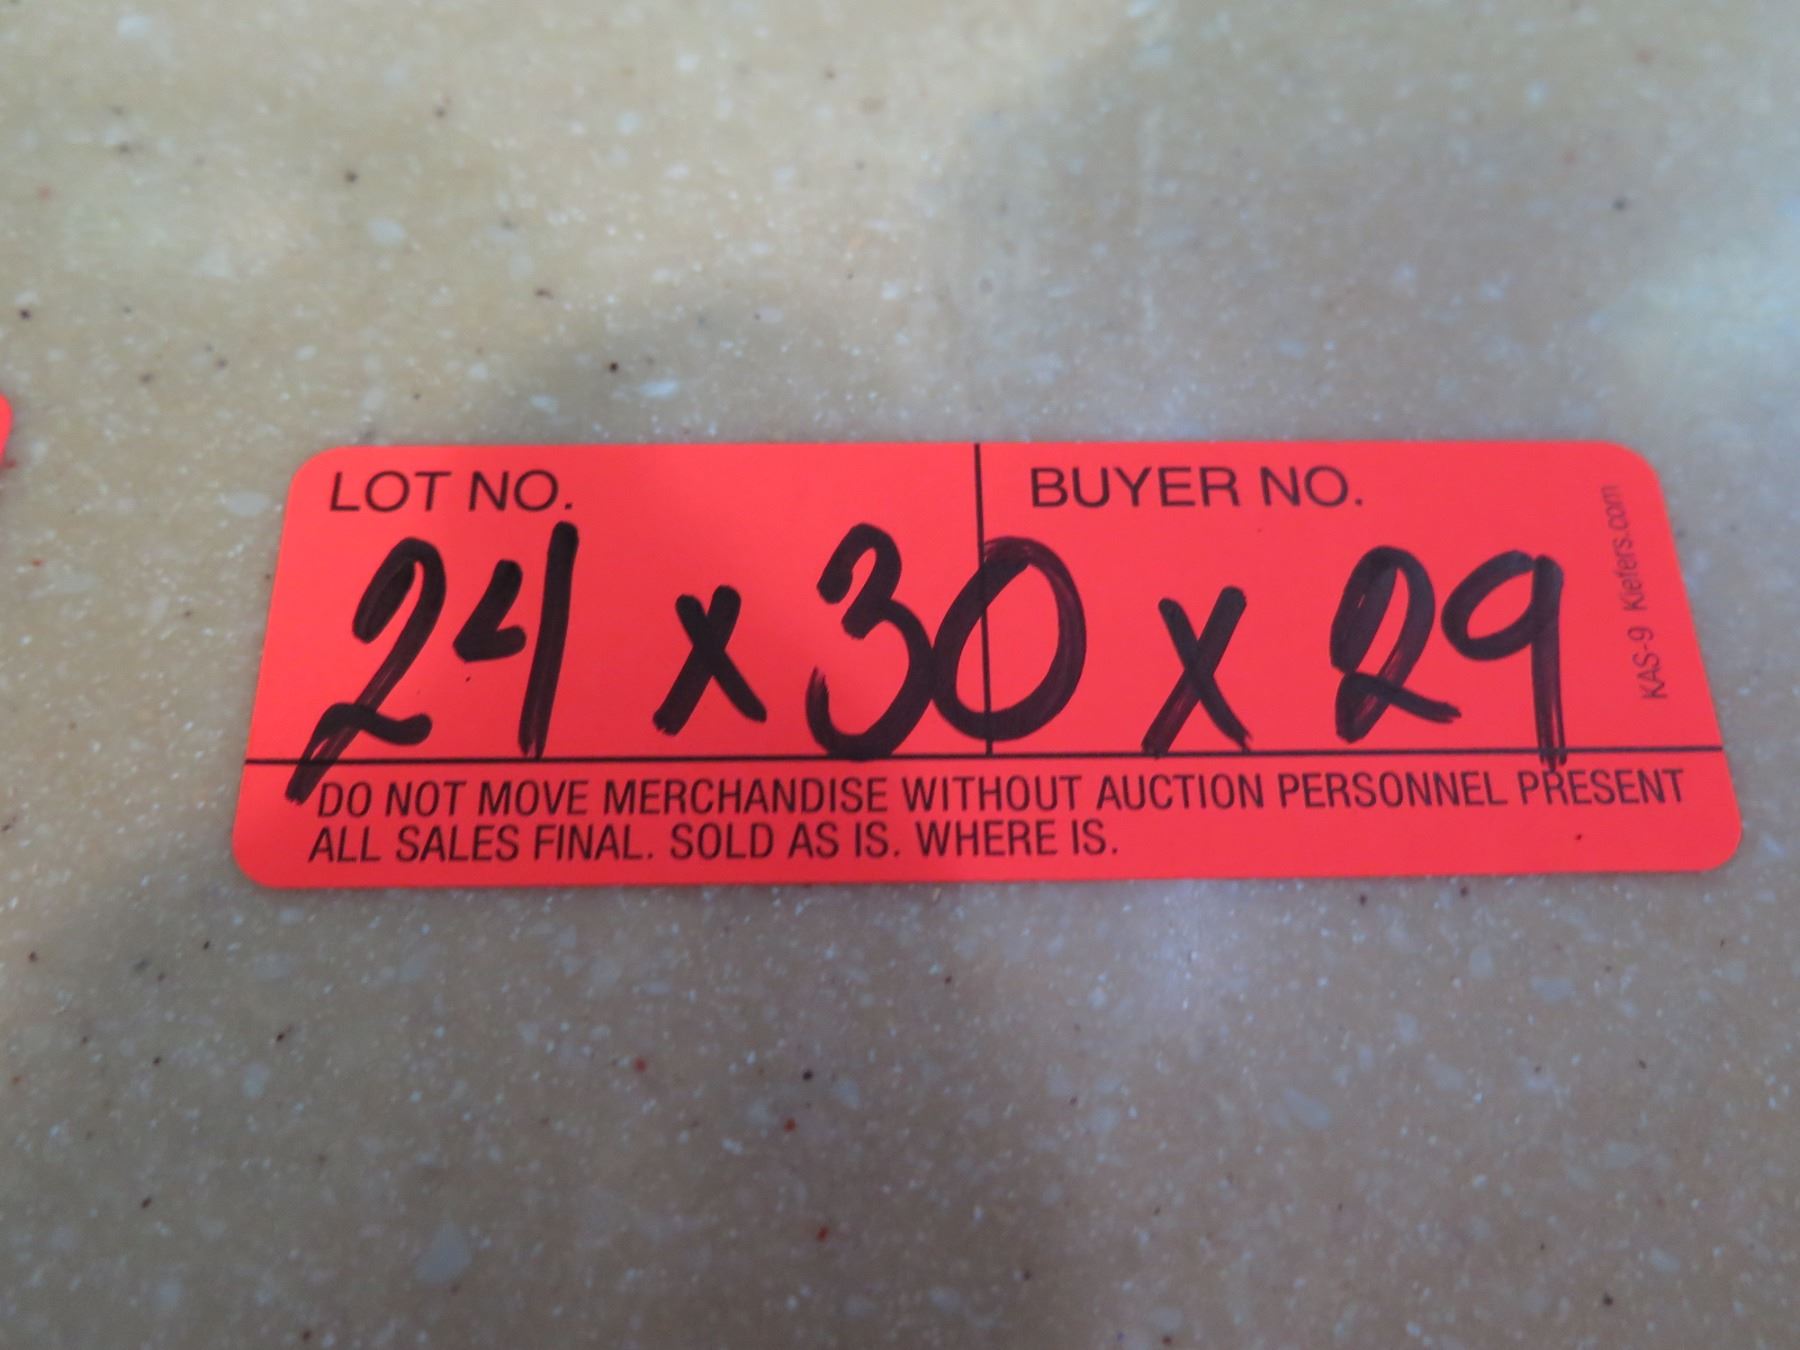 LOT NO. BUYER NO.
24 x 30 x 29
KAS-9 Kiefers.com
DO NOT MOVE MERCHANDISE WITHOUT AUCTION PERSONNEL PRESENT
ALL SALES FINAL. SOLD AS IS. WHERE IS.